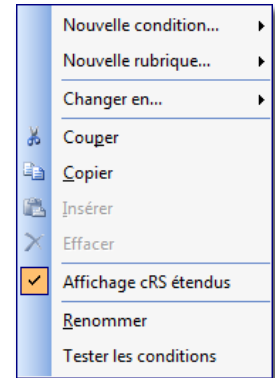 Nouvelle condition...
Nouvelle rubrique...
Changer en...
Couper
Copier
Insérer
Effacer
Affichage cRS étendus
Renommer
Tester les conditions